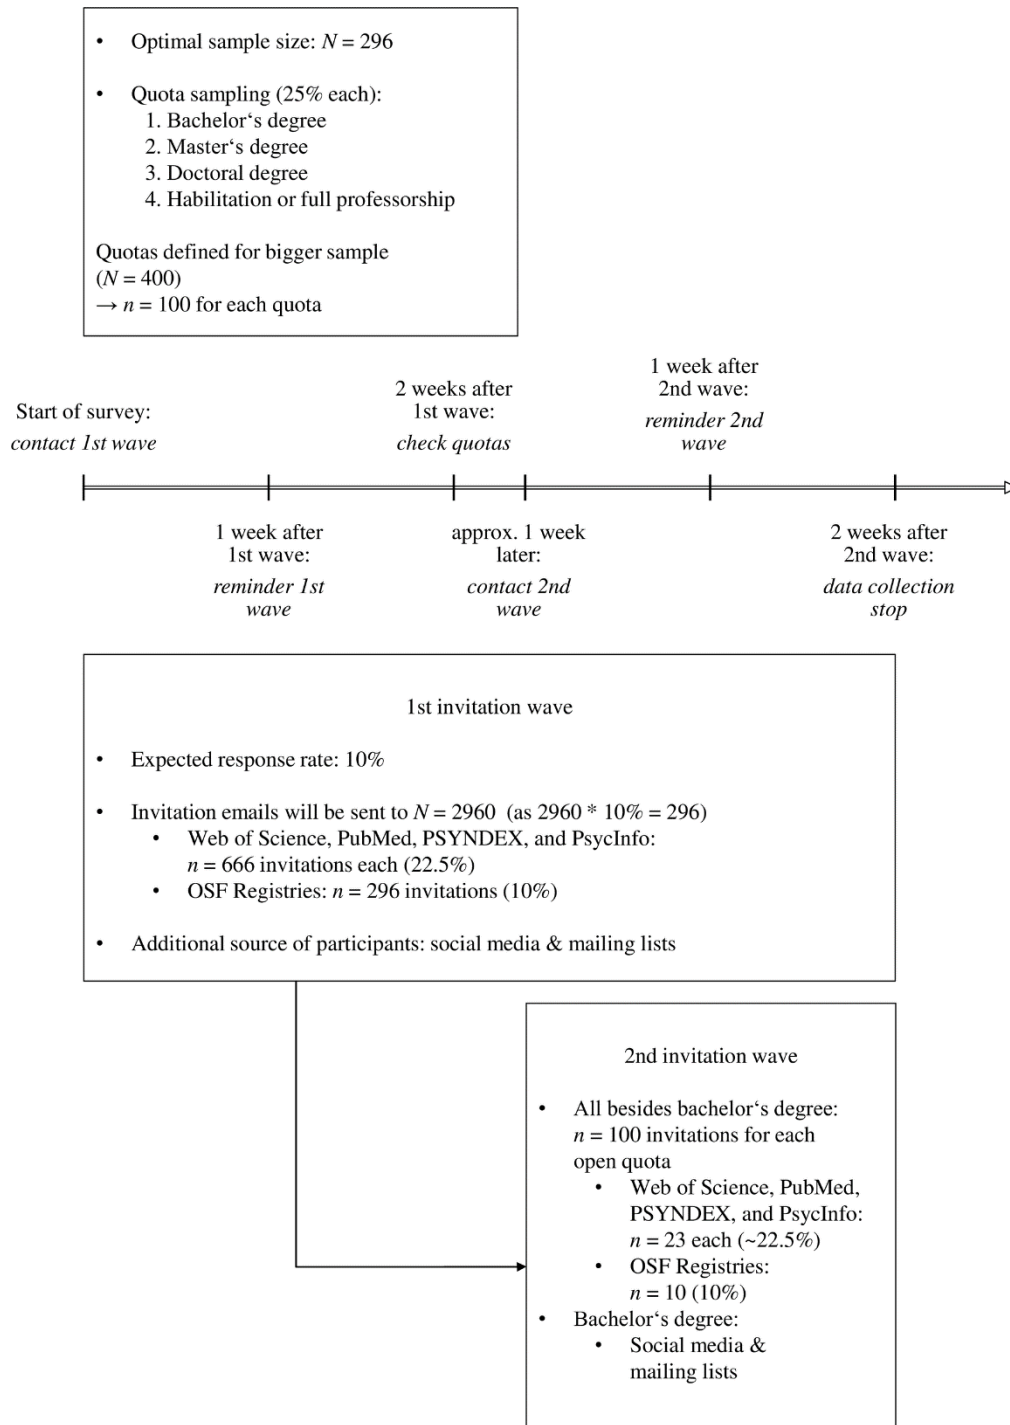 • Optimal sample size: N = 296
• Quota sampling (25% each):
1. Bachelor‘s degree
2. Master‘s degree
3. Doctoral degree
4. Habilitation or full professorship
Quotas defined for bigger sample
(N = 400)
→ n = 100 for each quota
Start of survey:
contact 1st wave
2 weeks after
1st wave:
check quotas
1 week after
2nd wave:
reminder 2nd
wave
1 week after
1st wave:
reminder 1st
wave
approx. 1 week
later:
contact 2nd
wave
2 weeks after
2nd wave:
data collection
stop
1st invitation wave
• Expected response rate: 10%
• Invitation emails will be sent to N = 2960 (as 2960 * 10% = 296)
• Web of Science, PubMed, PSYNDEX, and PsycInfo:
n = 666 invitations each (22.5%)
• OSF Registries: n = 296 invitations (10%)
• Additional source of participants: social media & mailing lists
2nd invitation wave
• All besides bachelor‘s degree:
n = 100 invitations for each
open quota
• Web of Science, PubMed,
PSYNDEX, and PsycInfo:
n = 23 each (~22.5%)
• OSF Registries:
n = 10 (10%)
• Bachelor‘s degree:
• Social media &
mailing lists